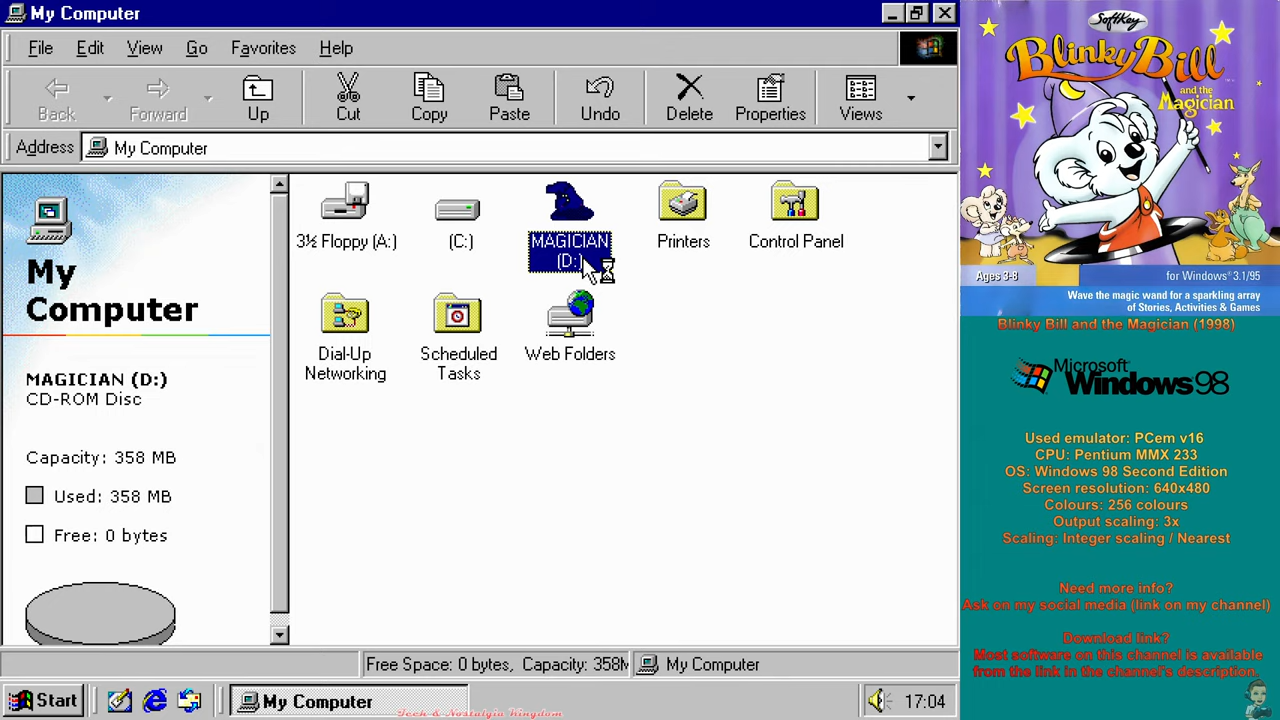 My Computer
File Edit View Go Favorites Help
Back Forward Up Cut Copy Paste Undo Delete Properties Views
Address My Computer
My
Computer
MAGICIAN (D:)
CD-ROM Disc
Capacity: 358 MB
Used: 358 MB
Free: 0 bytes
3½ Floppy (A:)
(C:)
MAGICIAN
(D:)
Printers
Control Panel
Dial-Up
Networking
Scheduled
Tasks
Web Folders
Free Space: 0 bytes, Capacity: 358M
My Computer
Start
My Computer
17:04
Tech & Nostalgia Kingdom
SoftKey
Blinky Bill
and the
Magician
Ages 3-8
for Windows® 3.1/95
Wave the magic wand for a sparkling array
of Stories, Activities & Games
Blinky Bill and the Magician (1998)
Microsoft
Windows 98
Used emulator: PCem v16
CPU: Pentium MMX 233
OS: Windows 98 Second Edition
Screen resolution: 640x480
Colours: 256 colours
Output scaling: 3x
Scaling: Integer scaling / Nearest
Need more info?
Ask on my social media (link on my channel)
Download link?
Most software on this channel is available
from the link in the channel's description.